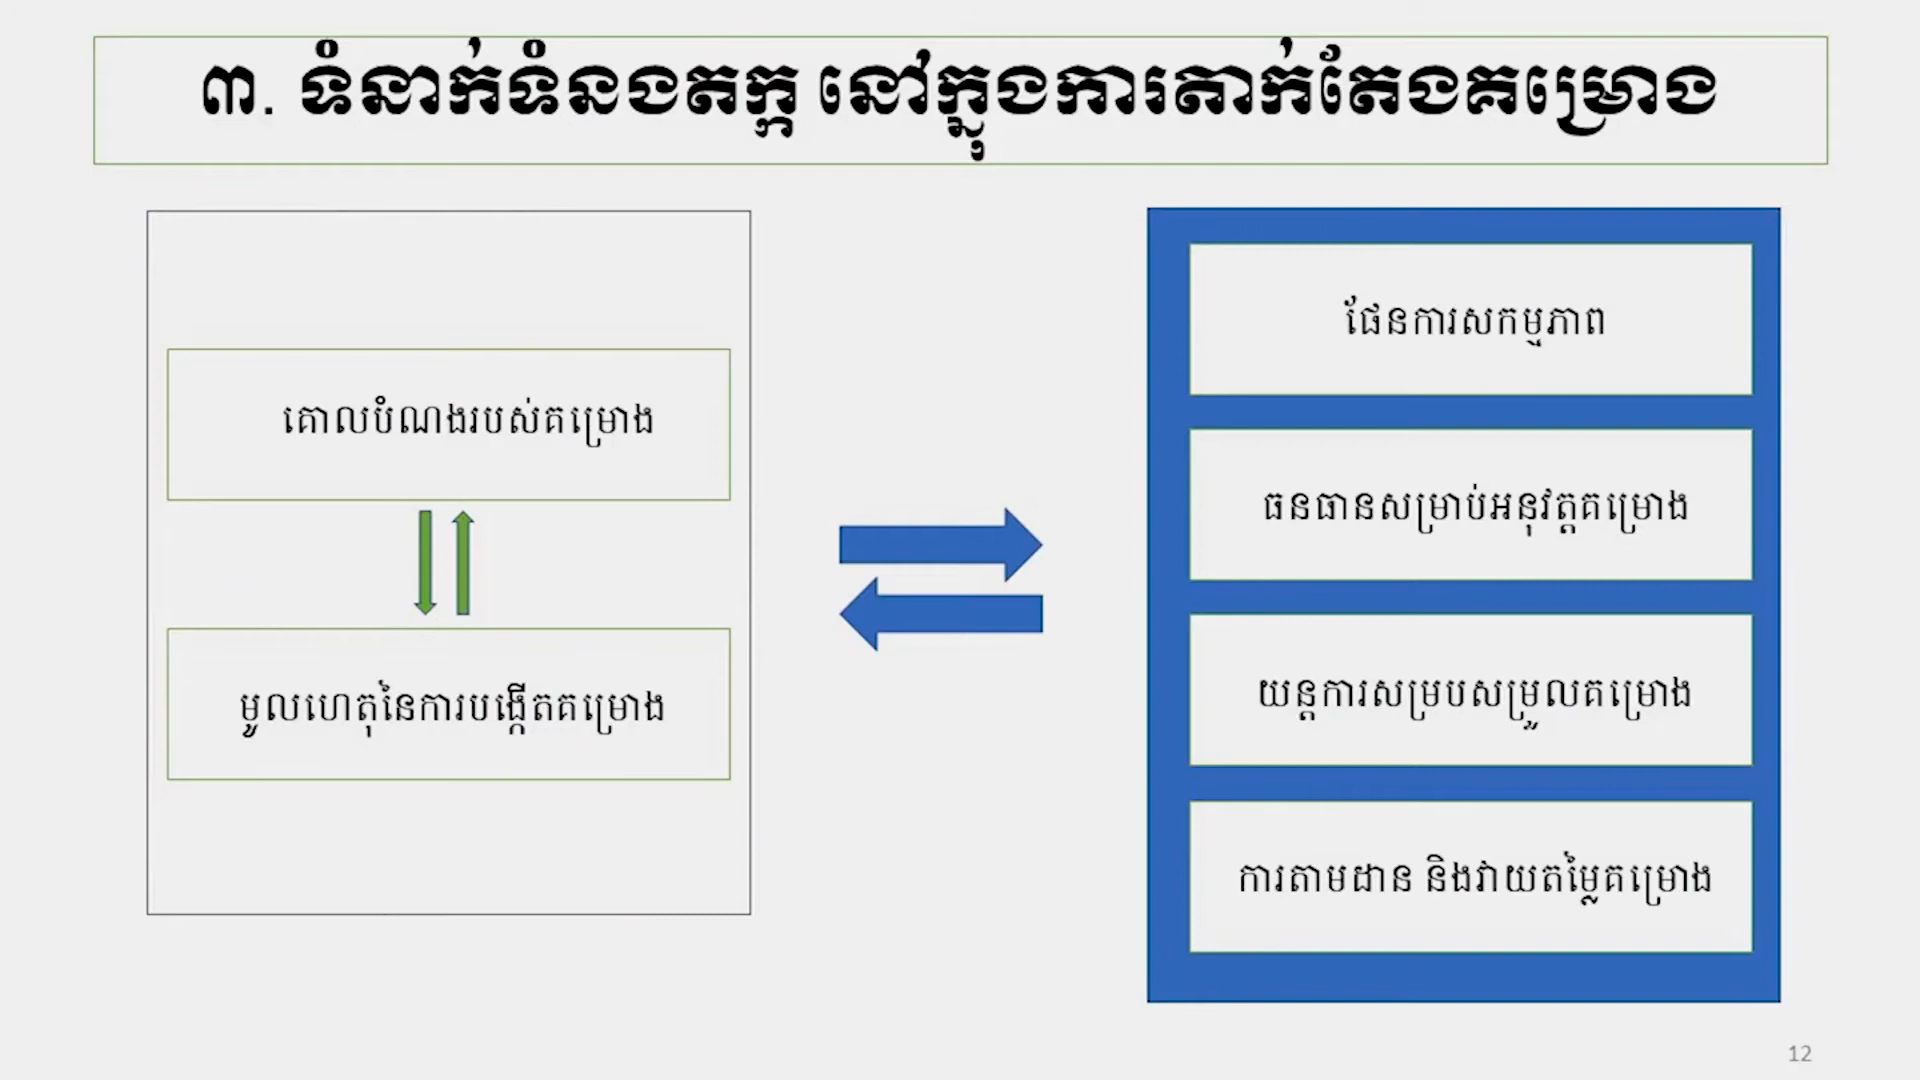 ៣. ទំនាក់ទំនងតក្ក នៅក្នុងការតាក់តែងគម្រោង
គោលបំណងរបស់គម្រោង
មូលហេតុនៃការបង្កើតគម្រោង
ផែនការសកម្មភាព
ធនធានសម្រាប់អនុវត្តគម្រោង
យន្តការសម្របសម្រួលគម្រោង
ការតាមដាន និងវាយតម្លៃគម្រោង
12